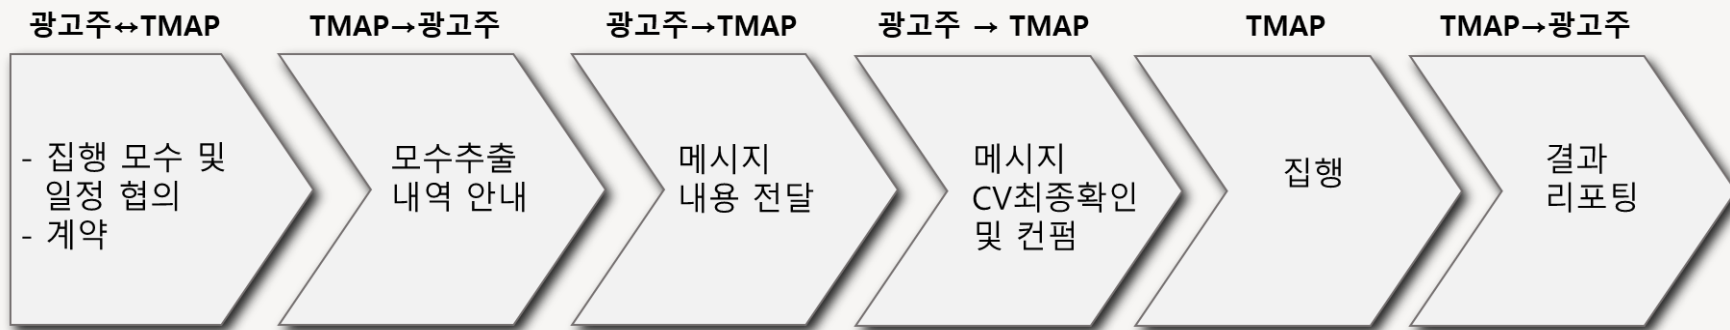 광고주↔TMAP
- 집행 모수 및
일정 협의
- 계약
TMAP→광고주
모수추출
내역 안내
광고주→TMAP
메시지
내용 전달
광고주 → TMAP
메시지
CV최종확인
및 컨펌
TMAP
집행
TMAP→광고주
결과
리포팅